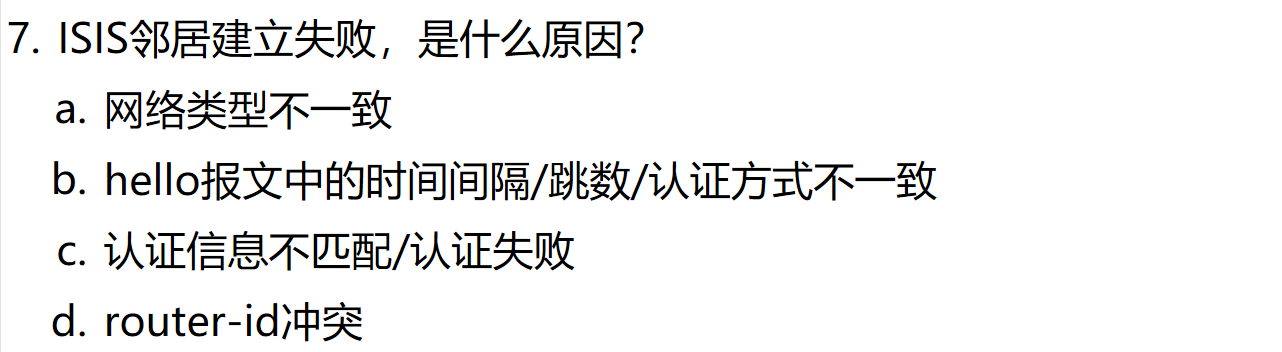 7. ISIS邻居建立失败，是什么原因？
a. 网络类型不一致
b. hello报文中的时间间隔/跳数/认证方式不一致
c. 认证信息不匹配/认证失败
d. router-id冲突